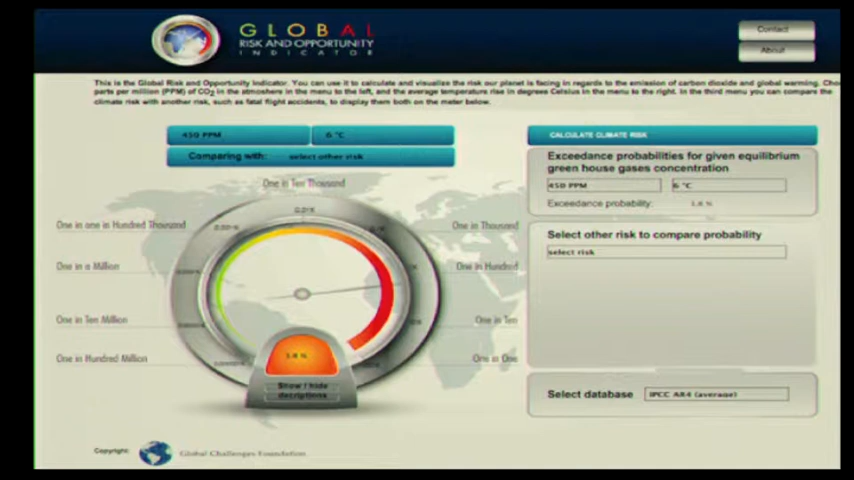 GLOBAL
RISK AND OPPORTUNITY
INDICATOR
Contact
About
This is the Global Risk and Opportunity Indicator. You can use it to calculate and visualize the risk our planet is facing in regards to the emission of carbon dioxide and global warming. Choo
parts per million (PPM) of CO2 in the atmoshere in the menu to the left, and the average temperature rise in degrees Celsius in the menu to the right. In the third menu you can compare the
climate risk with another risk, such as fatal flight accidents, to display them both on the meter below.
450 PPM
6 °C
Comparing with: select other risk
One in Ten Thousand
One in one in Hundred Thousand
One in Thousand
One in a Million
One in Hundred
One in Ten Million
One in Ten
One in Hundred Million
One in One
Show / hide
decriptions
CALCULATE CLIMATE RISK
Exceedance probabilities for given equilibrium
green house gases concentration
450 PPM
6 °C
Exceedance probability: 1.6 %
Select other risk to compare probability
select risk
Select database
IPCC AR4 (average)
Copyright:
Global Challenges Foundation